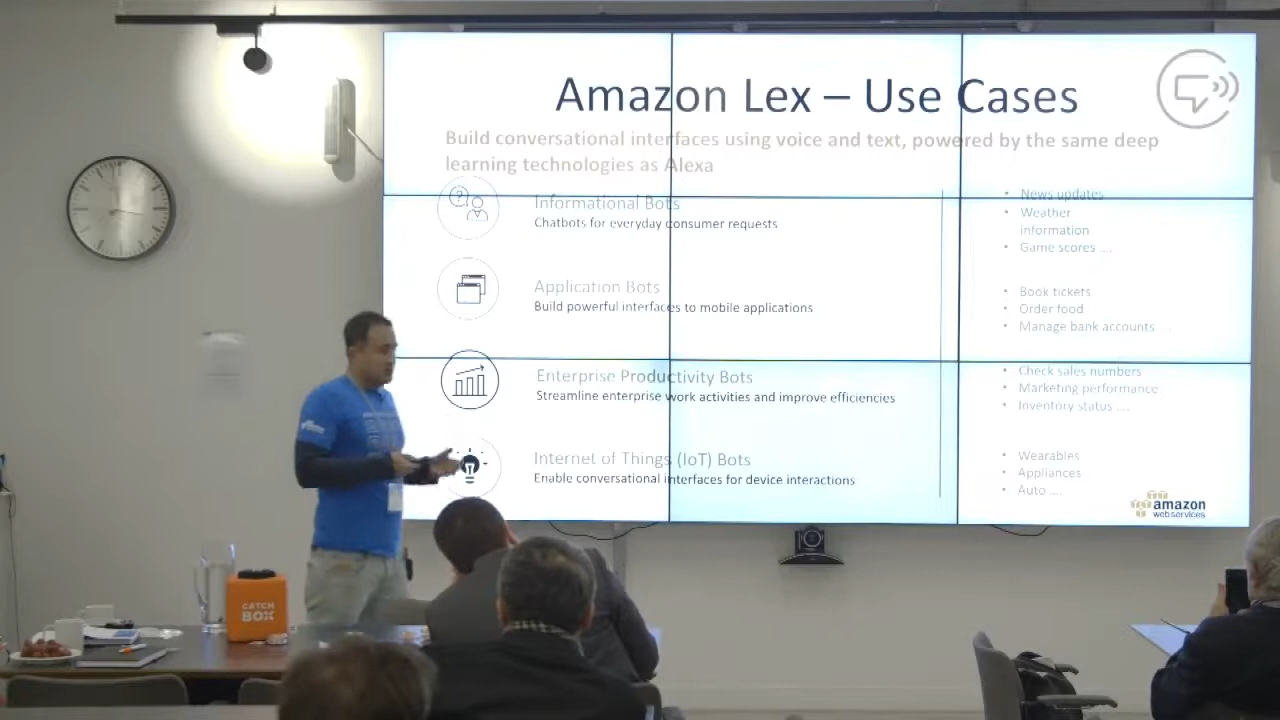 Amazon Lex – Use Cases
Build conversational interfaces using voice and text, powered by the same deep
learning technologies as Alexa
?
Informational Bots
Chatbots for everyday consumer requests
• News updates
• Weather
information
• Game scores ....
Application Bots
Build powerful interfaces to mobile applications
• Book tickets
• Order food
• Manage bank accounts ...
Enterprise Productivity Bots
Streamline enterprise work activities and improve efficiencies
• Check sales numbers
• Marketing performance
• Inventory status ....
Internet of Things (IoT) Bots
Enable conversational interfaces for device interactions
• Wearables
• Appliances
• Auto ....
amazon
webservices
CATCH
BOX